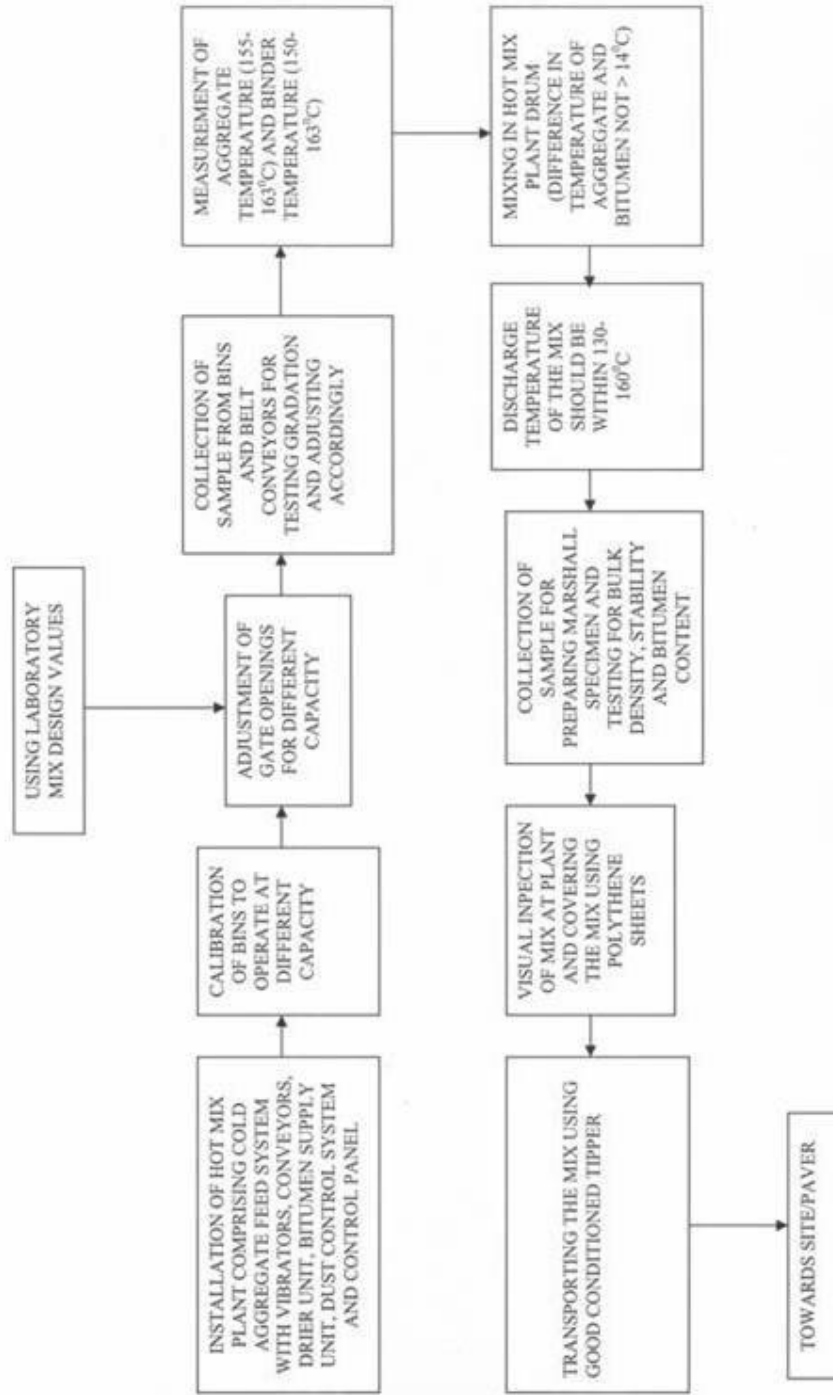 USING LABORATORY
MIX DESIGN VALUES
INSTALLATION OF HOT MIX
PLANT COMPRISING COLD
AGGREGATE FEED SYSTEM
WITH VIBRATORS, CONVEYORS,
DRIER UNIT, BITUMEN SUPPLY
UNIT, DUST CONTROL SYSTEM
AND CONTROL PANEL
CALIBRATION
OF BINS TO
OPERATE AT
DIFFERENT
CAPACITY
ADJUSTMENT OF
GATE OPENINGS
FOR DIFFERENT
CAPACITY
COLLECTION OF
SAMPLE FROM BINS
AND BELT
CONVEYORS FOR
TESTING GRADATION
AND ADJUSTING
ACCORDINGLY
MEASUREMENT OF
AGGREGATE
TEMPERATURE (155-
163⁰C) AND BINDER
TEMPERATURE (150-
163⁰C)
MIXING IN HOT MIX
PLANT DRUM
(DIFFERENCE IN
TEMPERATURE OF
AGGREGATE AND
BITUMEN NOT > 14⁰C)
DISCHARGE
TEMPERATURE
OF THE MIX
SHOULD BE
WITHIN 130-
160⁰C
COLLECTION OF
SAMPLE FOR
PREPARING MARSHALL
SPECIMEN AND
TESTING FOR BULK
DENSITY, STABILITY
AND BITUMEN
CONTENT
VISUAL INPECTION
OF MIX AT PLANT
AND COVERING
THE MIX USING
POLYTHENE
SHEETS
TRANSPORTING THE MIX USING
GOOD CONDITIONED TIPPER
TOWARDS SITE/PAVER